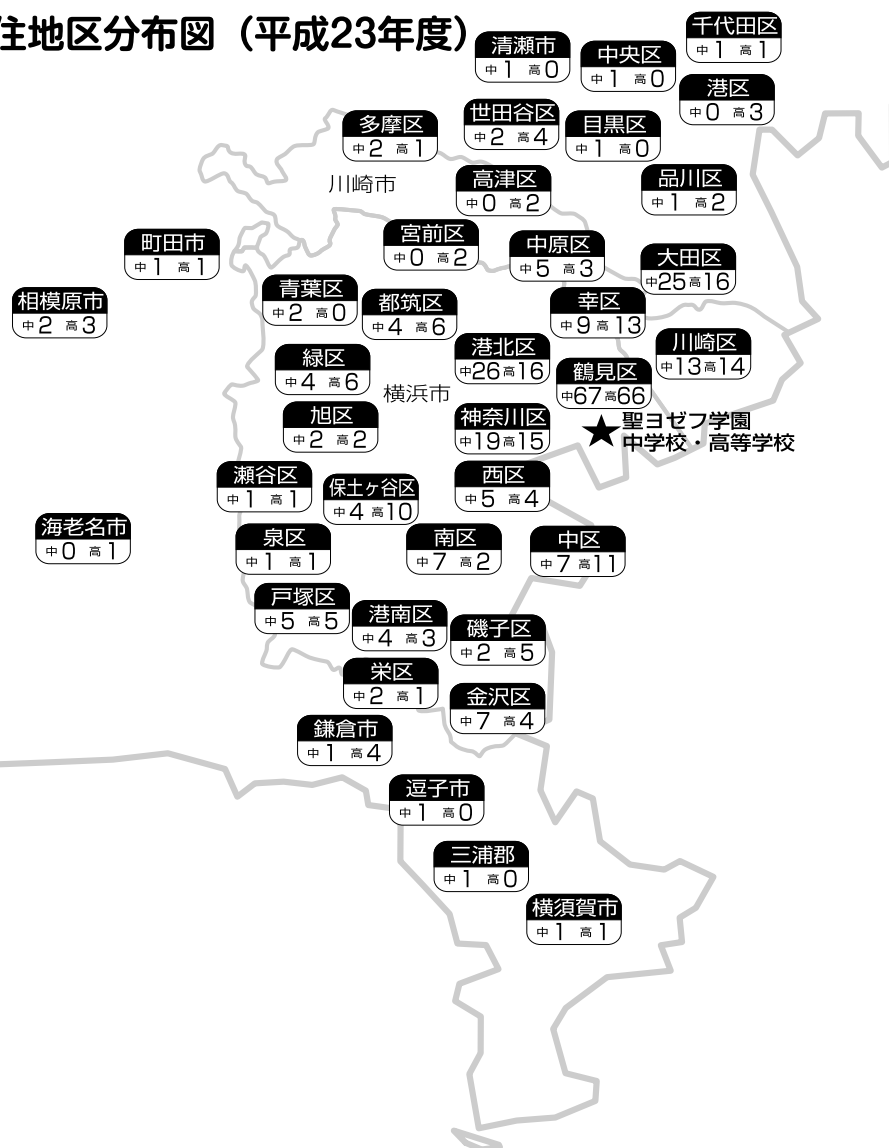 住地区分布図（平成23年度）
千代田区
中1 高1
清瀬市
中1 高0
中央区
中1 高0
港区
中0 高3
世田谷区
中2 高4
多摩区
中2 高1
目黒区
中1 高0
川崎市
高津区
中0 高2
品川区
中1 高2
宮前区
中0 高2
町田市
中1 高1
中原区
中5 高3
大田区
中25 高16
青葉区
中2 高0
相模原市
中2 高3
都筑区
中4 高6
幸区
中9 高13
川崎区
中13 高14
港北区
中26 高16
緑区
中4 高6
鶴見区
中67 高66
横浜市
旭区
中2 高2
神奈川区
中19 高15
★聖ヨゼフ学園
中学校・高等学校
瀬谷区
中1 高1
保土ヶ谷区
中4 高10
西区
中5 高4
海老名市
中0 高1
泉区
中1 高1
南区
中7 高2
中区
中7 高11
戸塚区
中5 高5
港南区
中4 高3
磯子区
中2 高5
栄区
中2 高1
金沢区
中7 高4
鎌倉市
中1 高4
逗子市
中1 高0
三浦郡
中1 高0
横須賀市
中1 高1